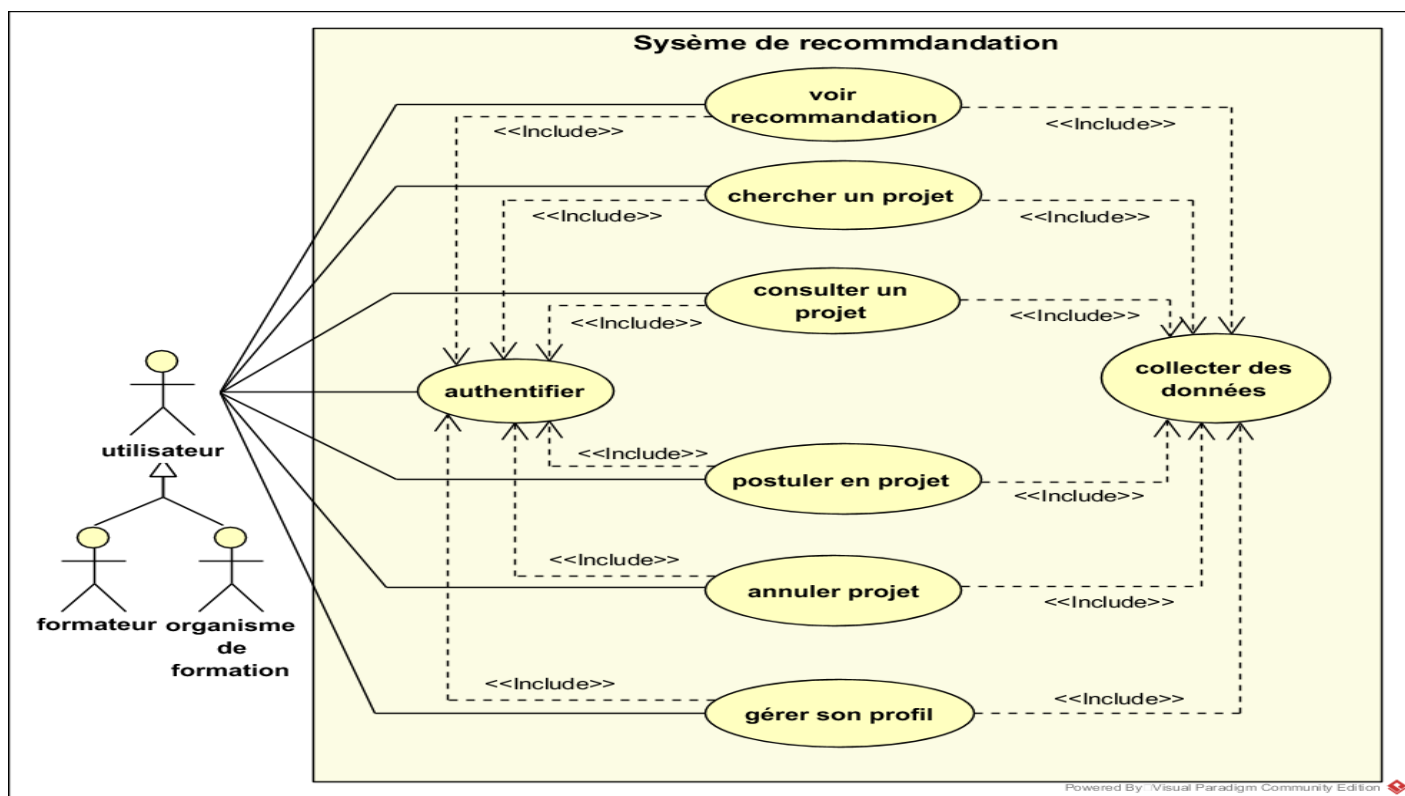 Sysème de recommdandation
voir
recommandation
<<Include>>
<<Include>>
chercher un projet
<<Include>>
<<Include>>
consulter un
projet
<<Include>>
<<Include>>
authentifier
collecter des
données
utilisateur
postuler en projet
<<Include>>
<<Include>>
annuler projet
<<Include>>
<<Include>>
formateur
organisme
de
formation
gérer son profil
<<Include>>
<<Include>>
Powered By Visual Paradigm Community Edition